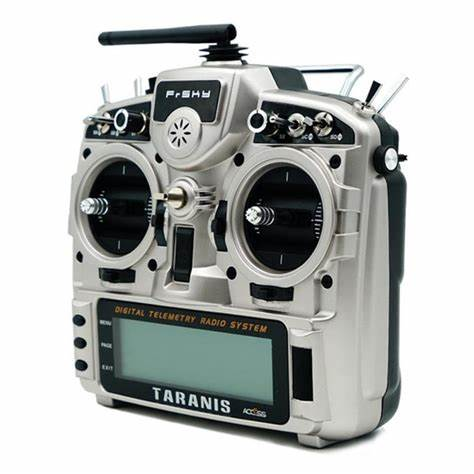 FrSKY
DIGITAL TELEMETRY RADIO SYSTEM
MENU
PAGE
EXIT
TARANIS
ACCESS